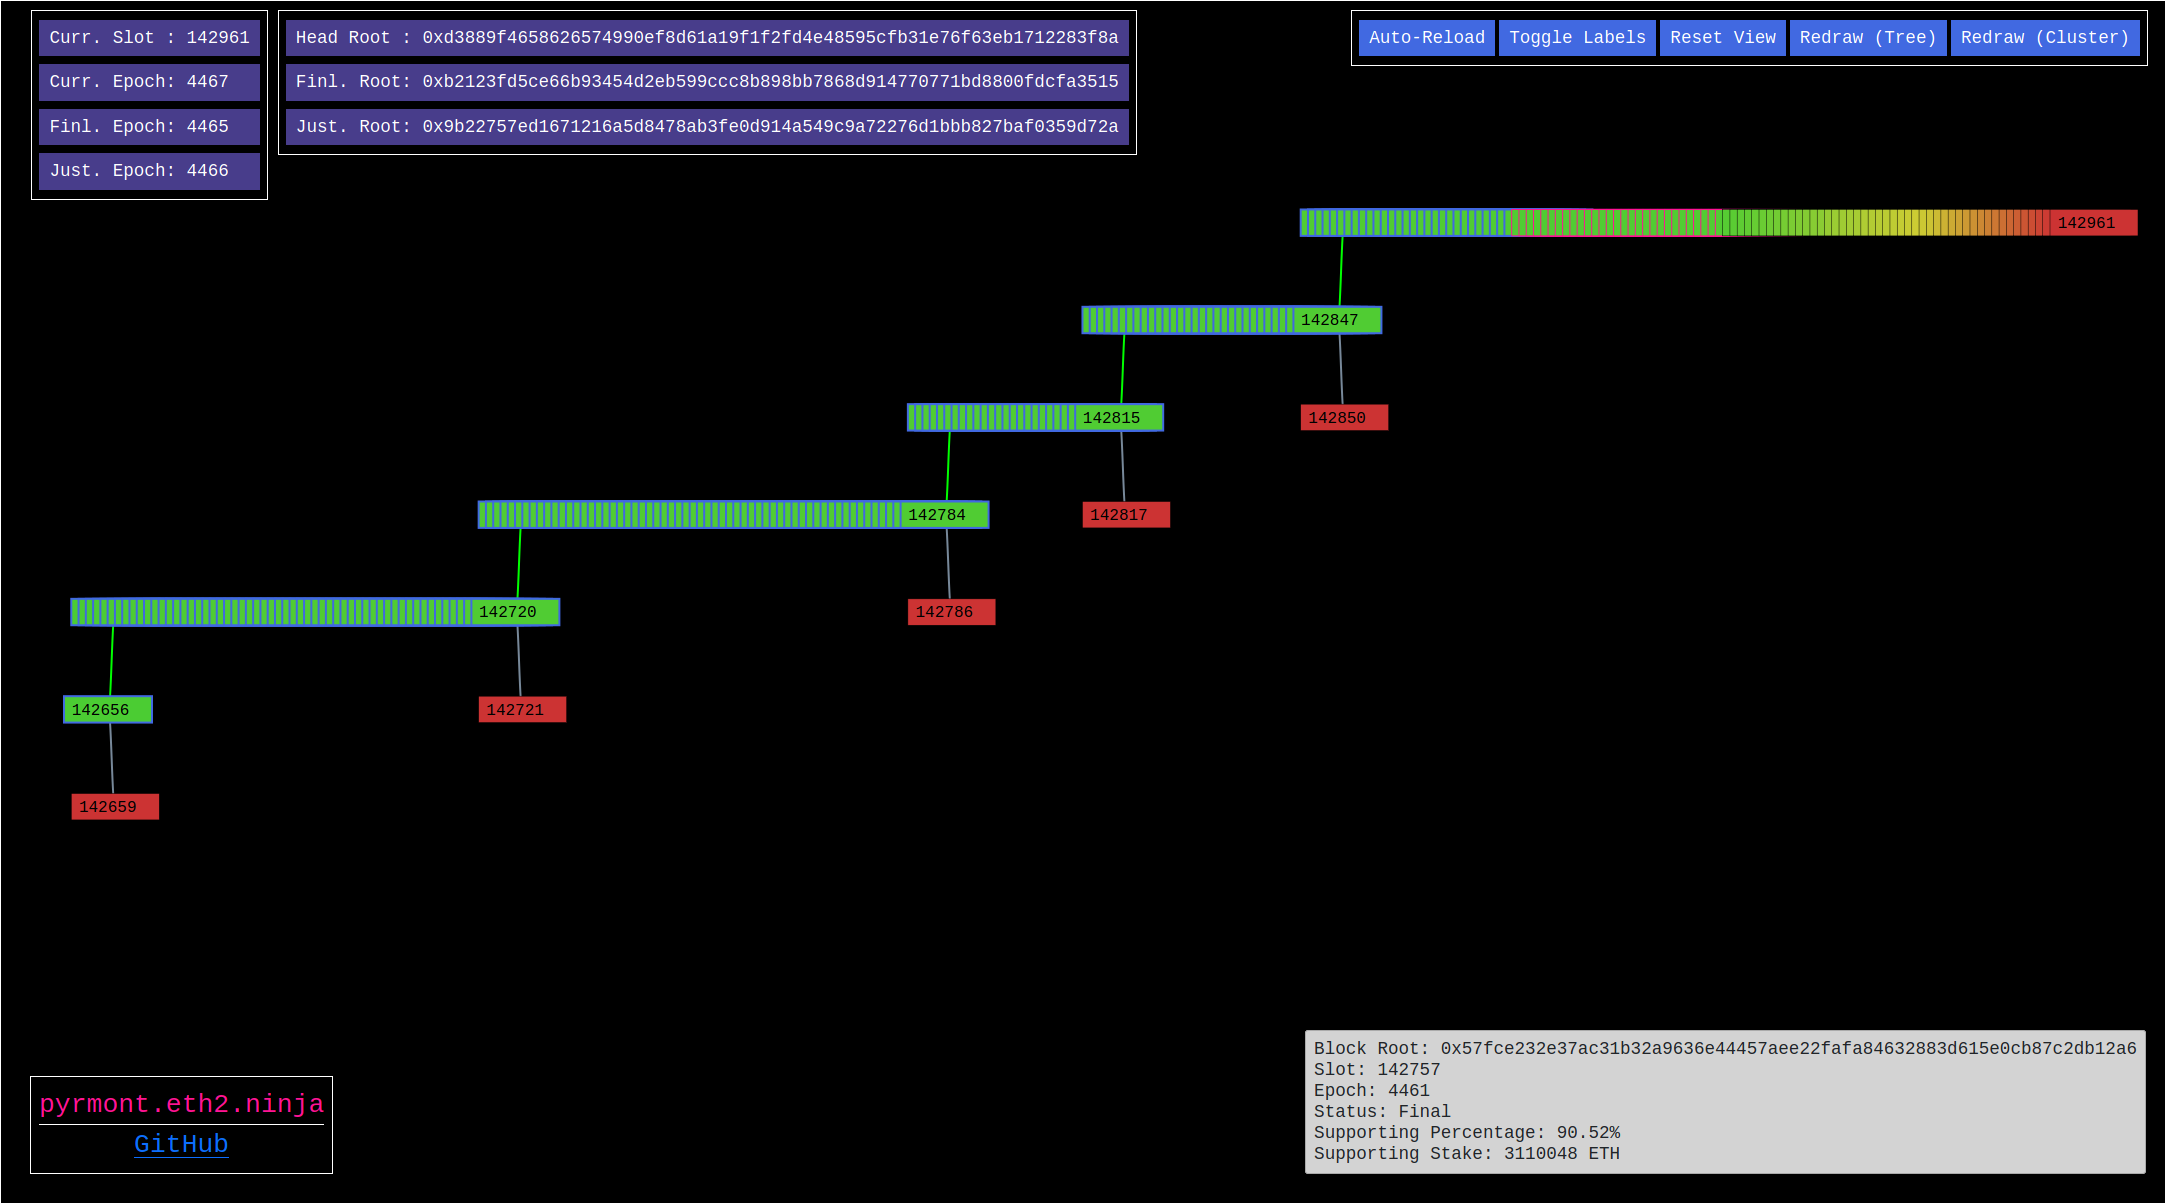 Curr. Slot : 142961
Curr. Epoch: 4467
Finl. Epoch: 4465
Just. Epoch: 4466
Head Root : 0xd3889f4658626574990ef8d61a19f1f2fd4e48595cfb31e76f63eb1712283f8a
Finl. Root: 0xb2123fd5ce66b93454d2eb599ccc8b898bb7868d914770771bd8800fdcfa3515
Just. Root: 0x9b22757ed1671216a5d8478ab3fe0d914a549c9a72276d1bbb827baf0359d72a
Auto-Reload Toggle Labels Reset View Redraw (Tree) Redraw (Cluster)
142961
142847
142815
142850
142784
142817
142720
142786
142656
142721
142659
pyrmont.eth2.ninja
GitHub
Block Root: 0x57fce232e37ac31b32a9636e44457aee22fafa84632883d615e0cb87c2db12a6
Slot: 142757
Epoch: 4461
Status: Final
Supporting Percentage: 90.52%
Supporting Stake: 3110048 ETH